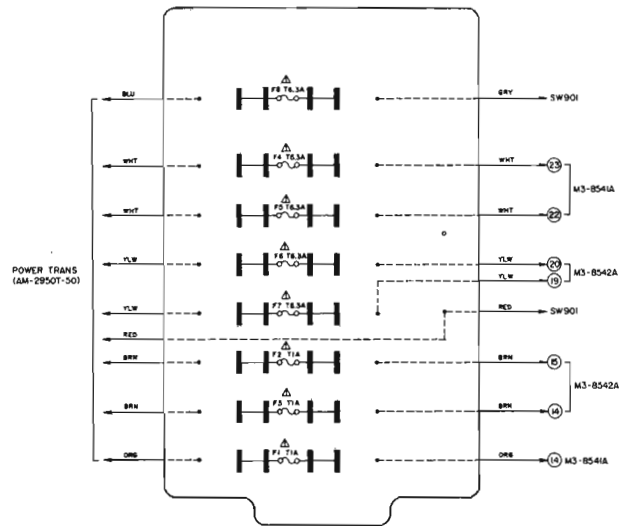 BLU F8 T6.3A GRY SW901
WHT F4 T6.3A WHT 23
M3-8541A
WHT F5 T6.3A WHT 22
YLW F6 T6.3A YLW 20
M3-8542A
YLW 19
POWER TRANS
(AM-2950T-50)
YLW F7 T6.3A RED SW901
RED
BRN F2 T1A BRN 15
M3-8542A
BRN F3 T1A BRN 14
ORG F1 T1A ORG 14 M3-8541A